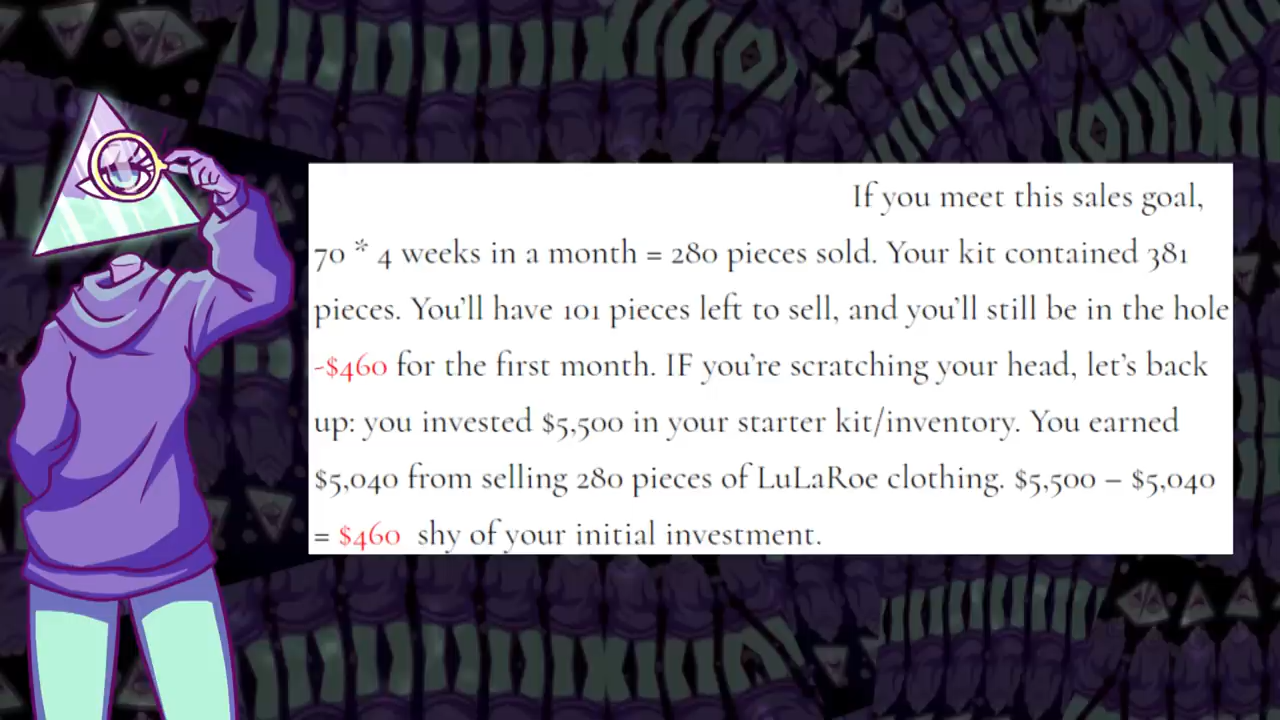 If you meet this sales goal,
70 * 4 weeks in a month = 280 pieces sold. Your kit contained 381
pieces. You'll have 101 pieces left to sell, and you'll still be in the hole
-$460 for the first month. IF you're scratching your head, let's back
up: you invested $5,500 in your starter kit/inventory. You earned
$5,040 from selling 280 pieces of LuLaRoe clothing. $5,500 – $5,040
= $460 shy of your initial investment.